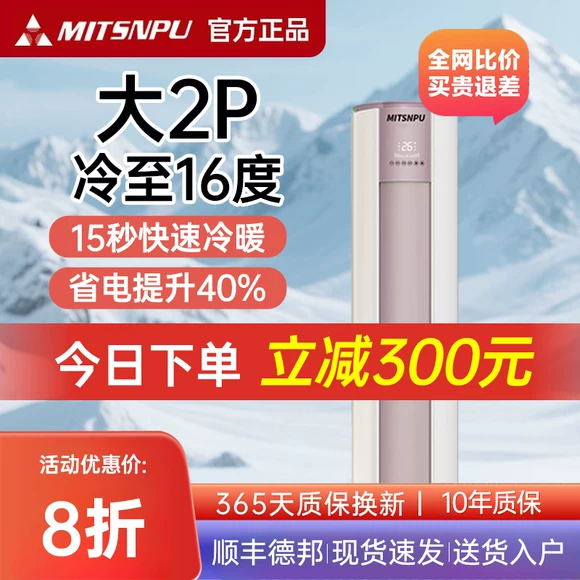 MITSNPU 官方正品
全网比价
买贵退差
大2P
冷至16度
MITSNPU
26
15秒快速冷暖
省电提升40%
今日下单 立减300元
活动优惠价:
8折
365天质保换新 | 10年质保
顺丰德邦|现货速发|送货入户